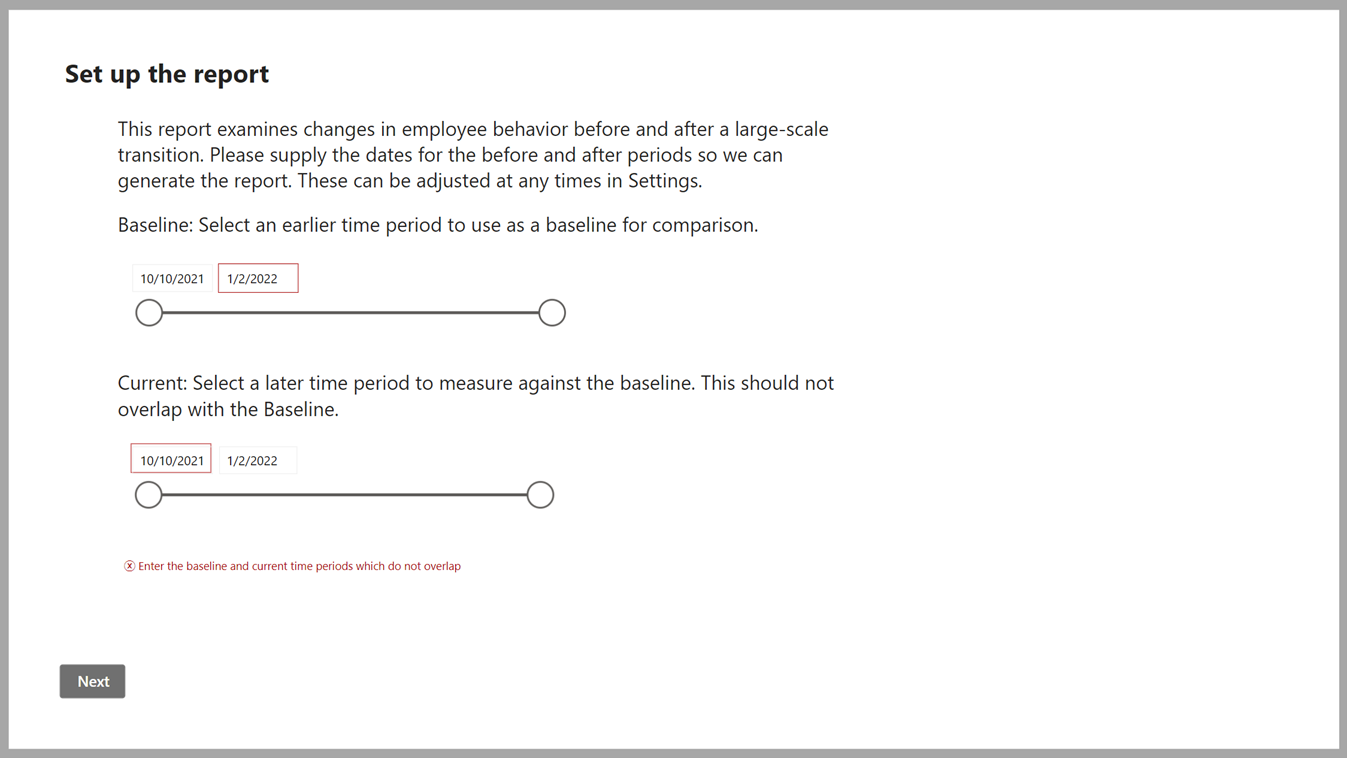 Set up the report
This report examines changes in employee behavior before and after a large-scale
transition. Please supply the dates for the before and after periods so we can
generate the report. These can be adjusted at any times in Settings.
Baseline: Select an earlier time period to use as a baseline for comparison.
10/10/2021 1/2/2022
Current: Select a later time period to measure against the baseline. This should not
overlap with the Baseline.
10/10/2021 1/2/2022
Enter the baseline and current time periods which do not overlap
Next